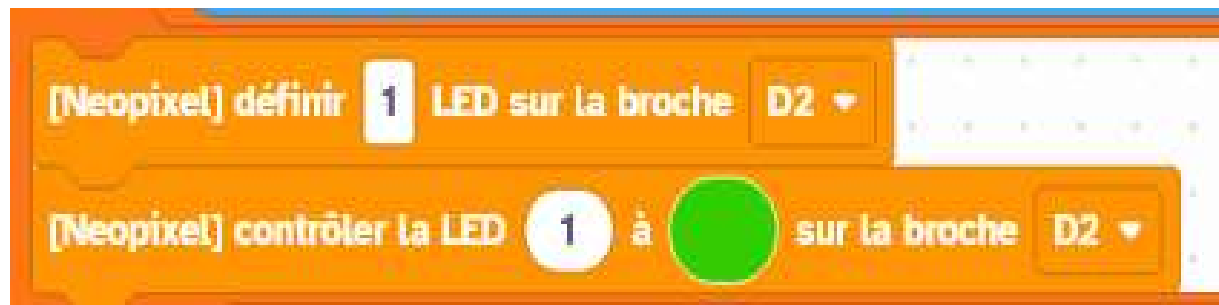 [Neopixel] définir 1 LED sur la broche D2
[Neopixel] contrôler la LED 1 à sur la broche D2